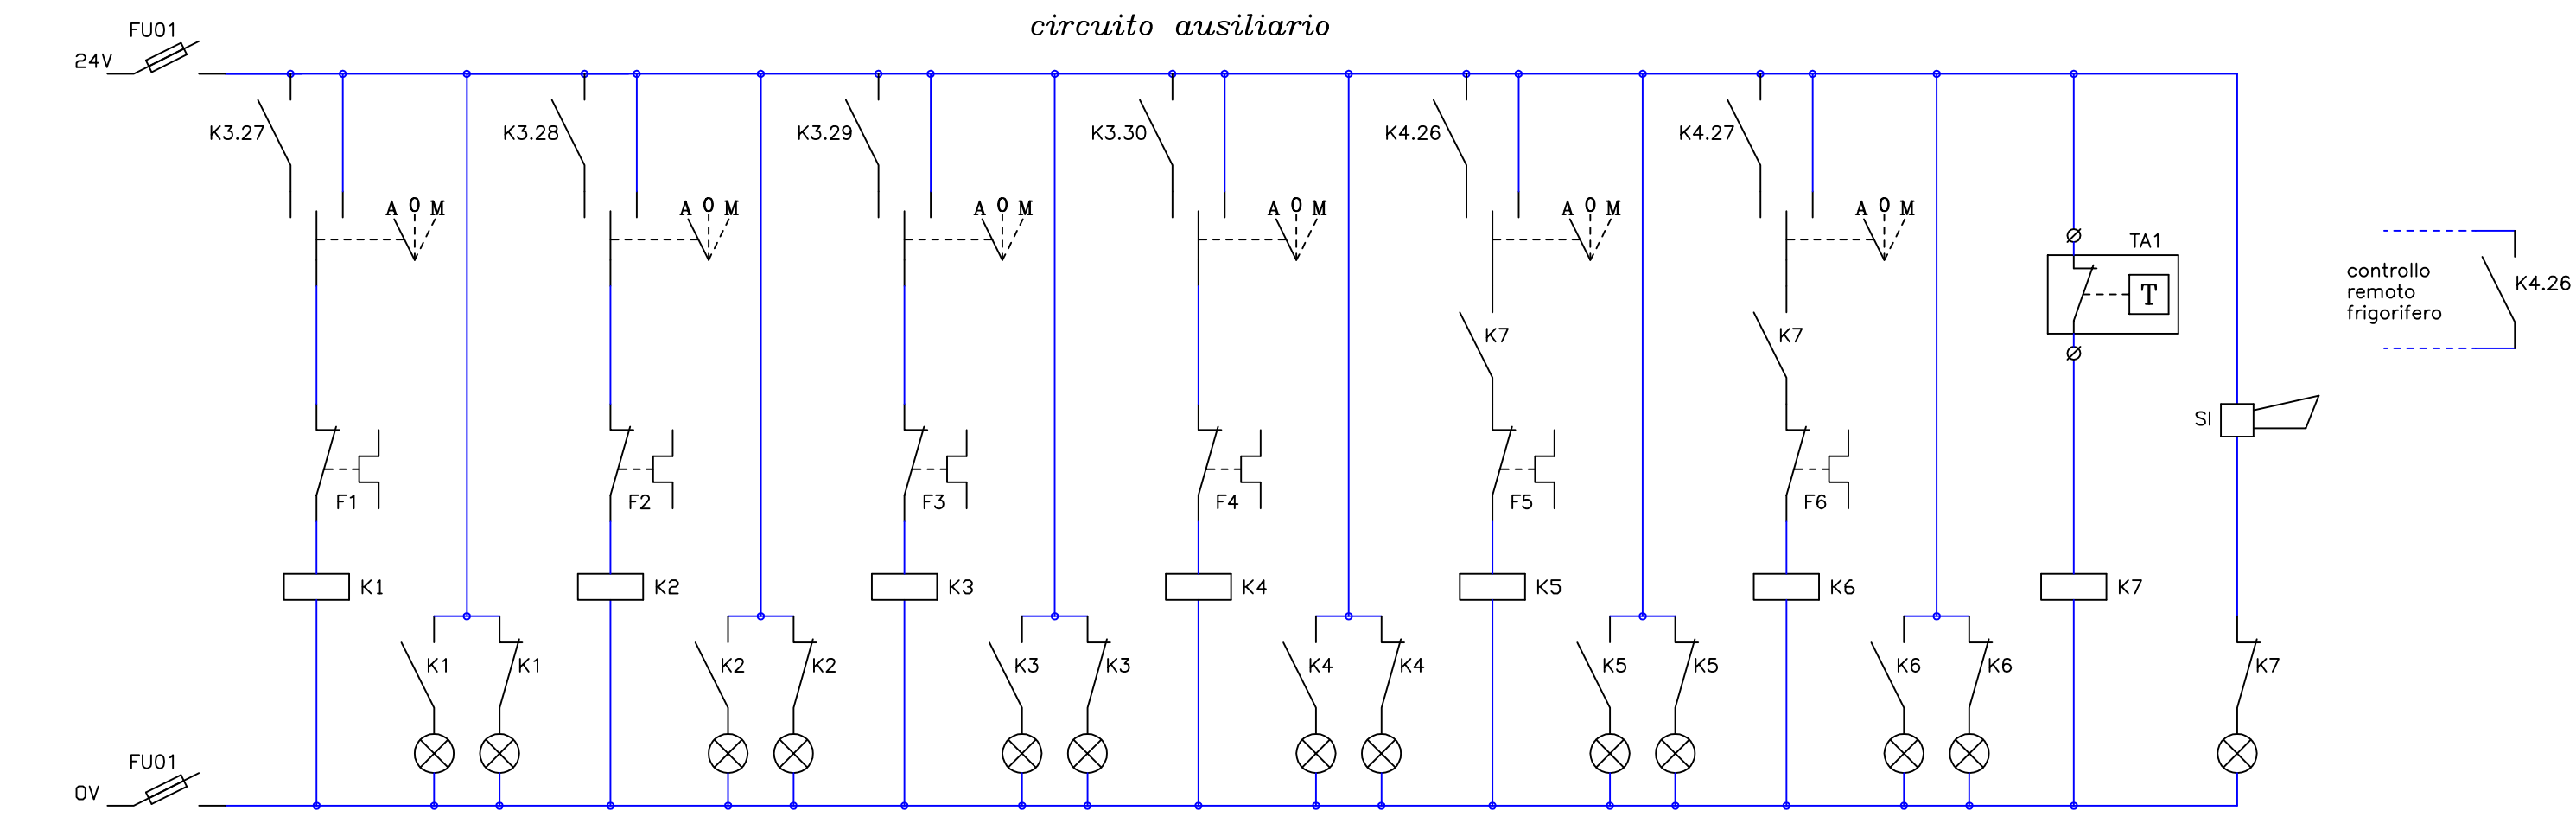 circuito ausiliario
FU01
24V
K3.27
K3.28
K3.29
K3.30
K4.26
K4.27
A 0 M
A 0 M
A 0 M
A 0 M
A 0 M
A 0 M
TA1
T
controllo
remoto
frigorifero
K4.26
K7
K7
SI
F1
F2
F3
F4
F5
F6
K1
K2
K3
K4
K5
K6
K7
K1
K1
K2
K2
K3
K3
K4
K4
K5
K5
K6
K6
K7
FU01
0V